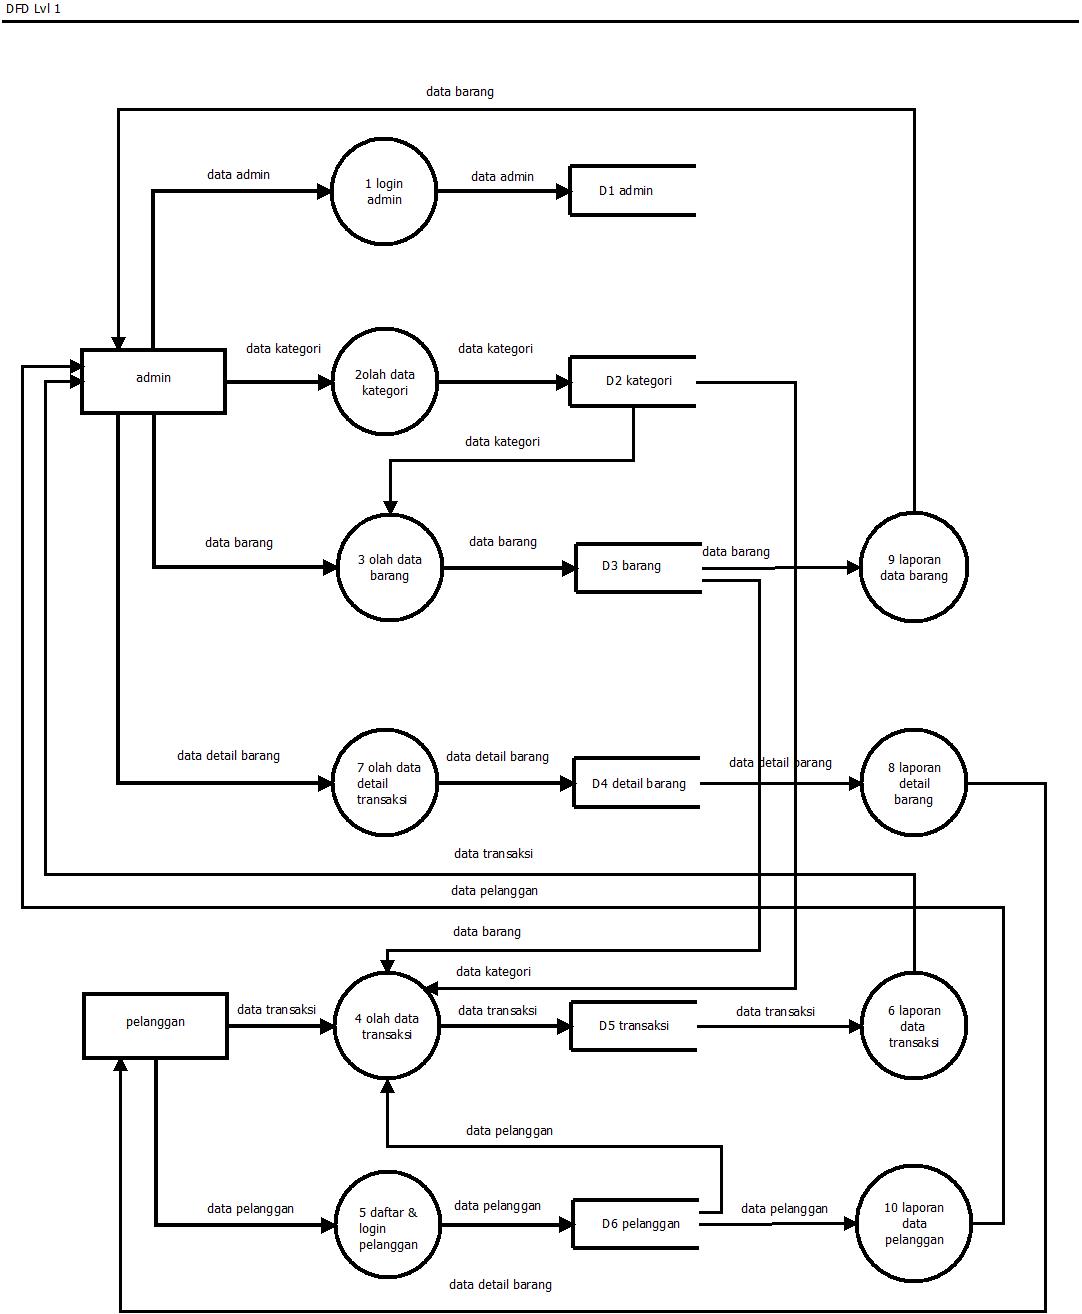 DFD Lvl 1
data barang
data admin
1 login
admin
data admin
D1 admin
admin
data kategori
2olah data
kategori
data kategori
D2 kategori
data kategori
data barang
3 olah data
barang
data barang
D3 barang
data barang
9 laporan
data barang
data detail barang
7 olah data
detail
transaksi
data detail barang
D4 detail barang
data detail barang
8 laporan
detail
barang
data transaksi
data pelanggan
data barang
data kategori
pelanggan
data transaksi
4 olah data
transaksi
data transaksi
D5 transaksi
data transaksi
6 laporan
data
transaksi
data pelanggan
data pelanggan
5 daftar &
login
pelanggan
data pelanggan
D6 pelanggan
data pelanggan
10 laporan
data
pelanggan
data detail barang